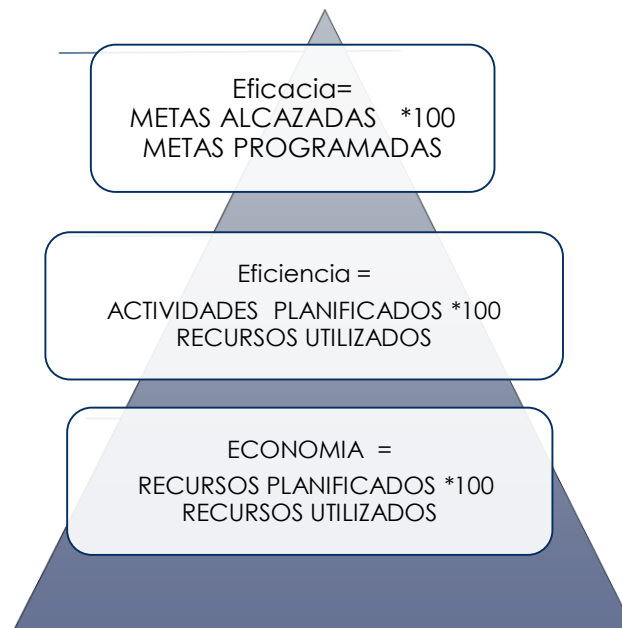 Eficacia=
METAS ALCAZADAS *100
METAS PROGRAMADAS
Eficiencia =
ACTIVIDADES PLANIFICADOS *100
RECURSOS UTILIZADOS
ECONOMIA =
RECURSOS PLANIFICADOS *100
RECURSOS UTILIZADOS